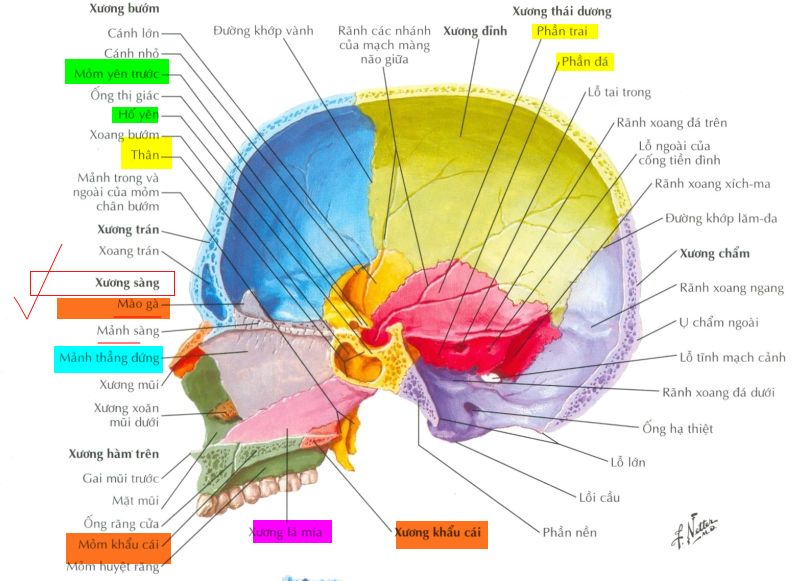 Xương bướm
Cánh lớn
Cánh nhỏ
Mỏm yên trước
Ống thị giác
Hố yên
Xoang bướm
Thân
Mảnh trong và
ngoài của mỏm
chân bướm
Xương trán
Xoang trán
Xương sàng
Mào gà
Mảnh sàng
Mảnh thẳng đứng
Xương mũi
Xương xoăn
mũi dưới
Xương hàm trên
Gai mũi trước
Mặt mũi
Ống răng cửa
Mỏm khẩu cái
Mỏm huyệt răng
Đường khớp vành
Rãnh các nhánh
của mạch màng
não giữa
Xương đỉnh
Xương thái dương
Phần trai
Phần đá
Lỗ tai trong
Rãnh xoang đá trên
Lỗ ngoài của
cống tiền đình
Rãnh xoang xích-ma
Đường khớp lăm-đa
Xương chẩm
Rãnh xoang ngang
Ụ chẩm ngoài
Lỗ tĩnh mạch cảnh
Rãnh xoang đá dưới
Ống hạ thiệt
Lỗ lớn
Lồi cầu
Phần nền
Xương khẩu cái
Xương lá mía
F. Netter
M.D.